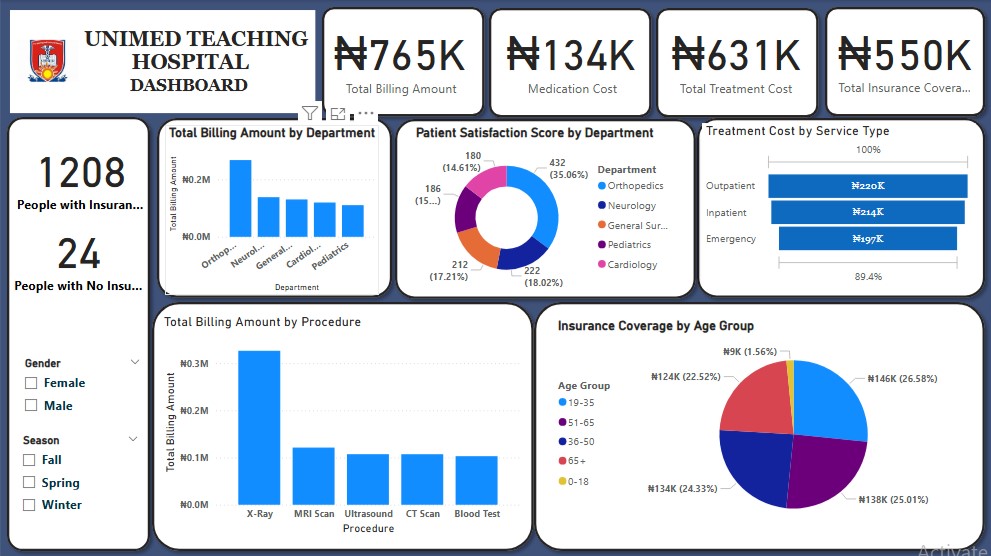 UNIMED TEACHING
HOSPITAL
DASHBOARD
₦765K
Total Billing Amount
₦134K
Medication Cost
₦631K
Total Treatment Cost
₦550K
Total Insurance Covera...
1208
People with Insuran...
24
People with No Insu...
Gender
Female
Male
Season
Fall
Spring
Winter
Total Billing Amount by Department
Total Billing Amount
₦0.2M
₦0.0M
Orthop...
Neurol...
General...
Cardiol...
Pediatrics
Department
Patient Satisfaction Score by Department
180
(14.61%)
432
(35.06%)
186
(15...)
212
(17.21%)
222
(18.02%)
Department
Orthopedics
Neurology
General Sur...
Pediatrics
Cardiology
Treatment Cost by Service Type
100%
Outpatient ₦220K
Inpatient ₦214K
Emergency ₦197K
89.4%
Total Billing Amount by Procedure
Total Billing Amount
₦0.3M
₦0.2M
₦0.1M
₦0.0M
X-Ray MRI Scan Ultrasound CT Scan Blood Test
Procedure
Insurance Coverage by Age Group
Age Group
19-35
51-65
36-50
65+
0-18
₦9K (1.56%)
₦124K (22.52%)
₦146K (26.58%)
₦134K (24.33%)
₦138K (25.01%)
Activate